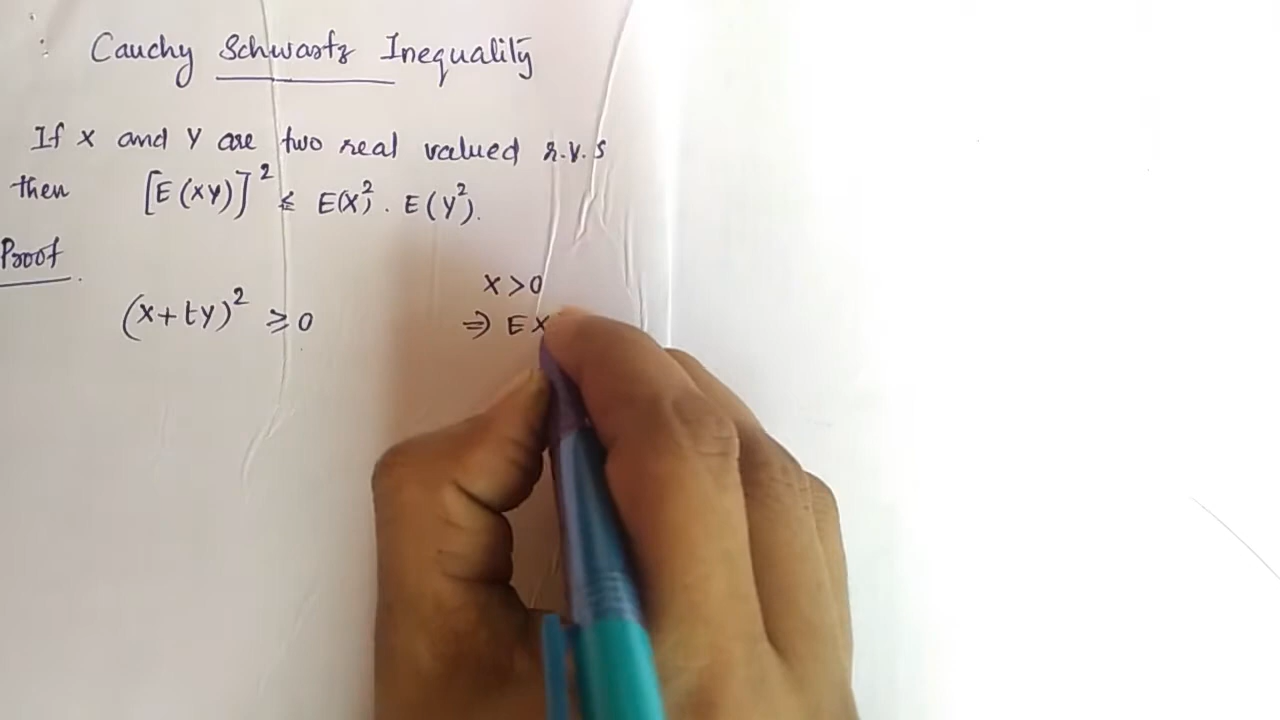 Cauchy Schwartz Inequality
If X and Y are two real valued r.v.s
then [E(XY)]² ≤ E(X²). E(Y²).
Proof.
(X+tY)² ≥ 0
X > 0
⇒ EX